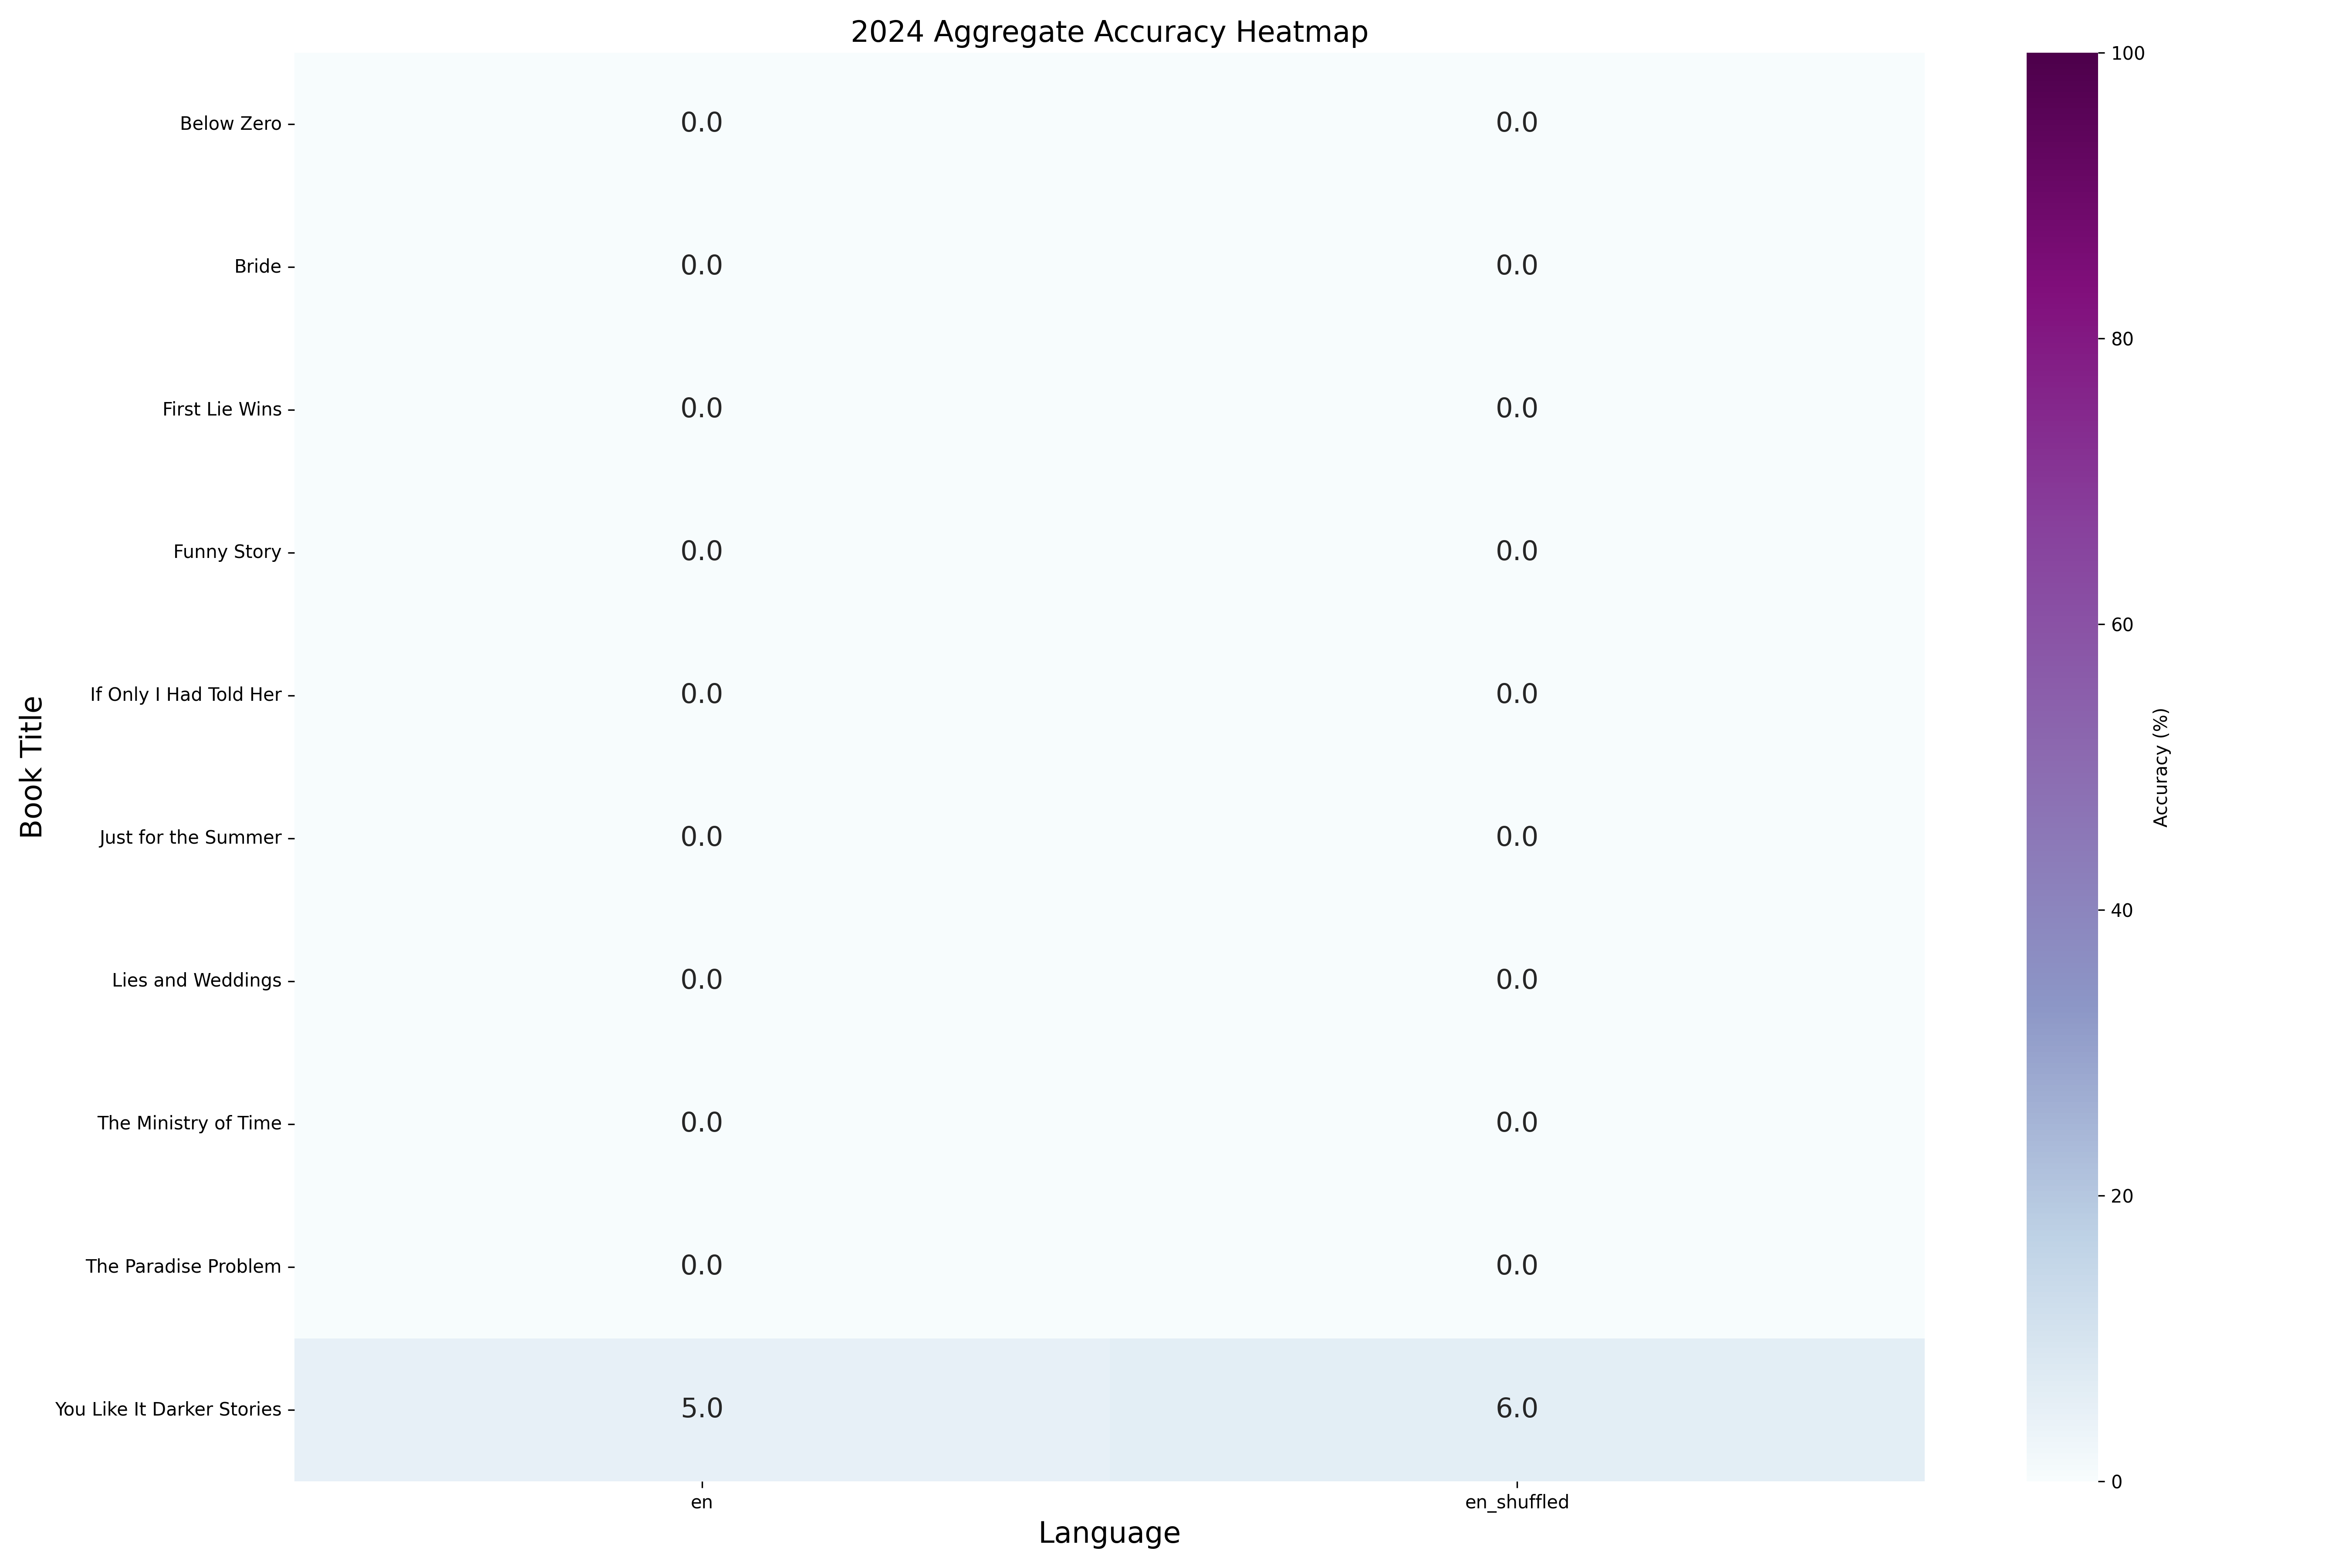 2024 Aggregate Accuracy Heatmap
Below Zero 0.0 0.0
Bride 0.0 0.0
First Lie Wins 0.0 0.0
Funny Story 0.0 0.0
If Only I Had Told Her 0.0 0.0
Just for the Summer 0.0 0.0
Lies and Weddings 0.0 0.0
The Ministry of Time 0.0 0.0
The Paradise Problem 0.0 0.0
You Like It Darker Stories 5.0 6.0
en en_shuffled
Language
Book Title
100
80
60
40
20
0
Accuracy (%)